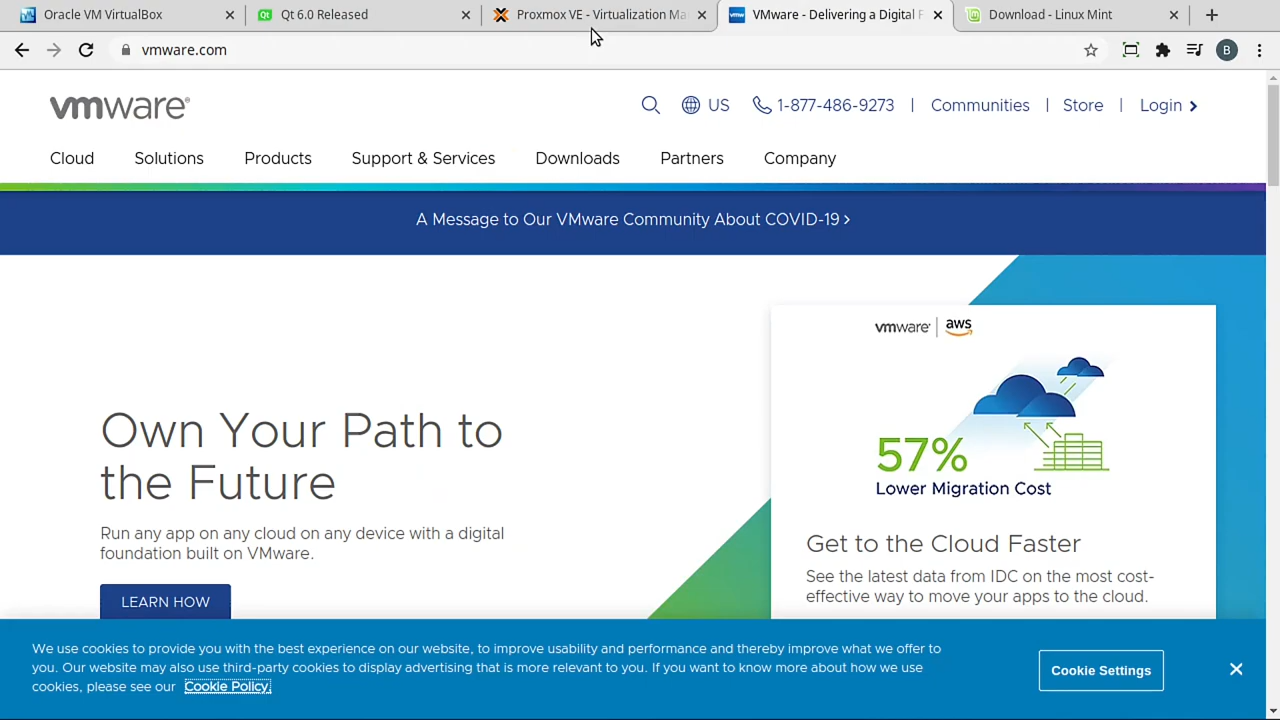 Oracle VM VirtualBox
Qt 6.0 Released
Proxmox VE - Virtualization Ma
VMware - Delivering a Digital F
Download - Linux Mint
vmware.com
B
vmware®
US
1-877-486-9273
Communities
Store
Login
Cloud
Solutions
Products
Support & Services
Downloads
Partners
Company
A Message to Our VMware Community About COVID-19
vmware | aws
57%
Lower Migration Cost
Own Your Path to
the Future
Run any app on any cloud on any device with a digital
foundation built on VMware.
LEARN HOW
Get to the Cloud Faster
See the latest data from IDC on the most cost-
effective way to move your apps to the cloud.
We use cookies to provide you with the best experience on our website, to improve usability and performance and thereby improve what we offer to
you. Our website may also use third-party cookies to display advertising that is more relevant to you. If you want to know more about how we use
cookies, please see our Cookie Policy.
Cookie Settings